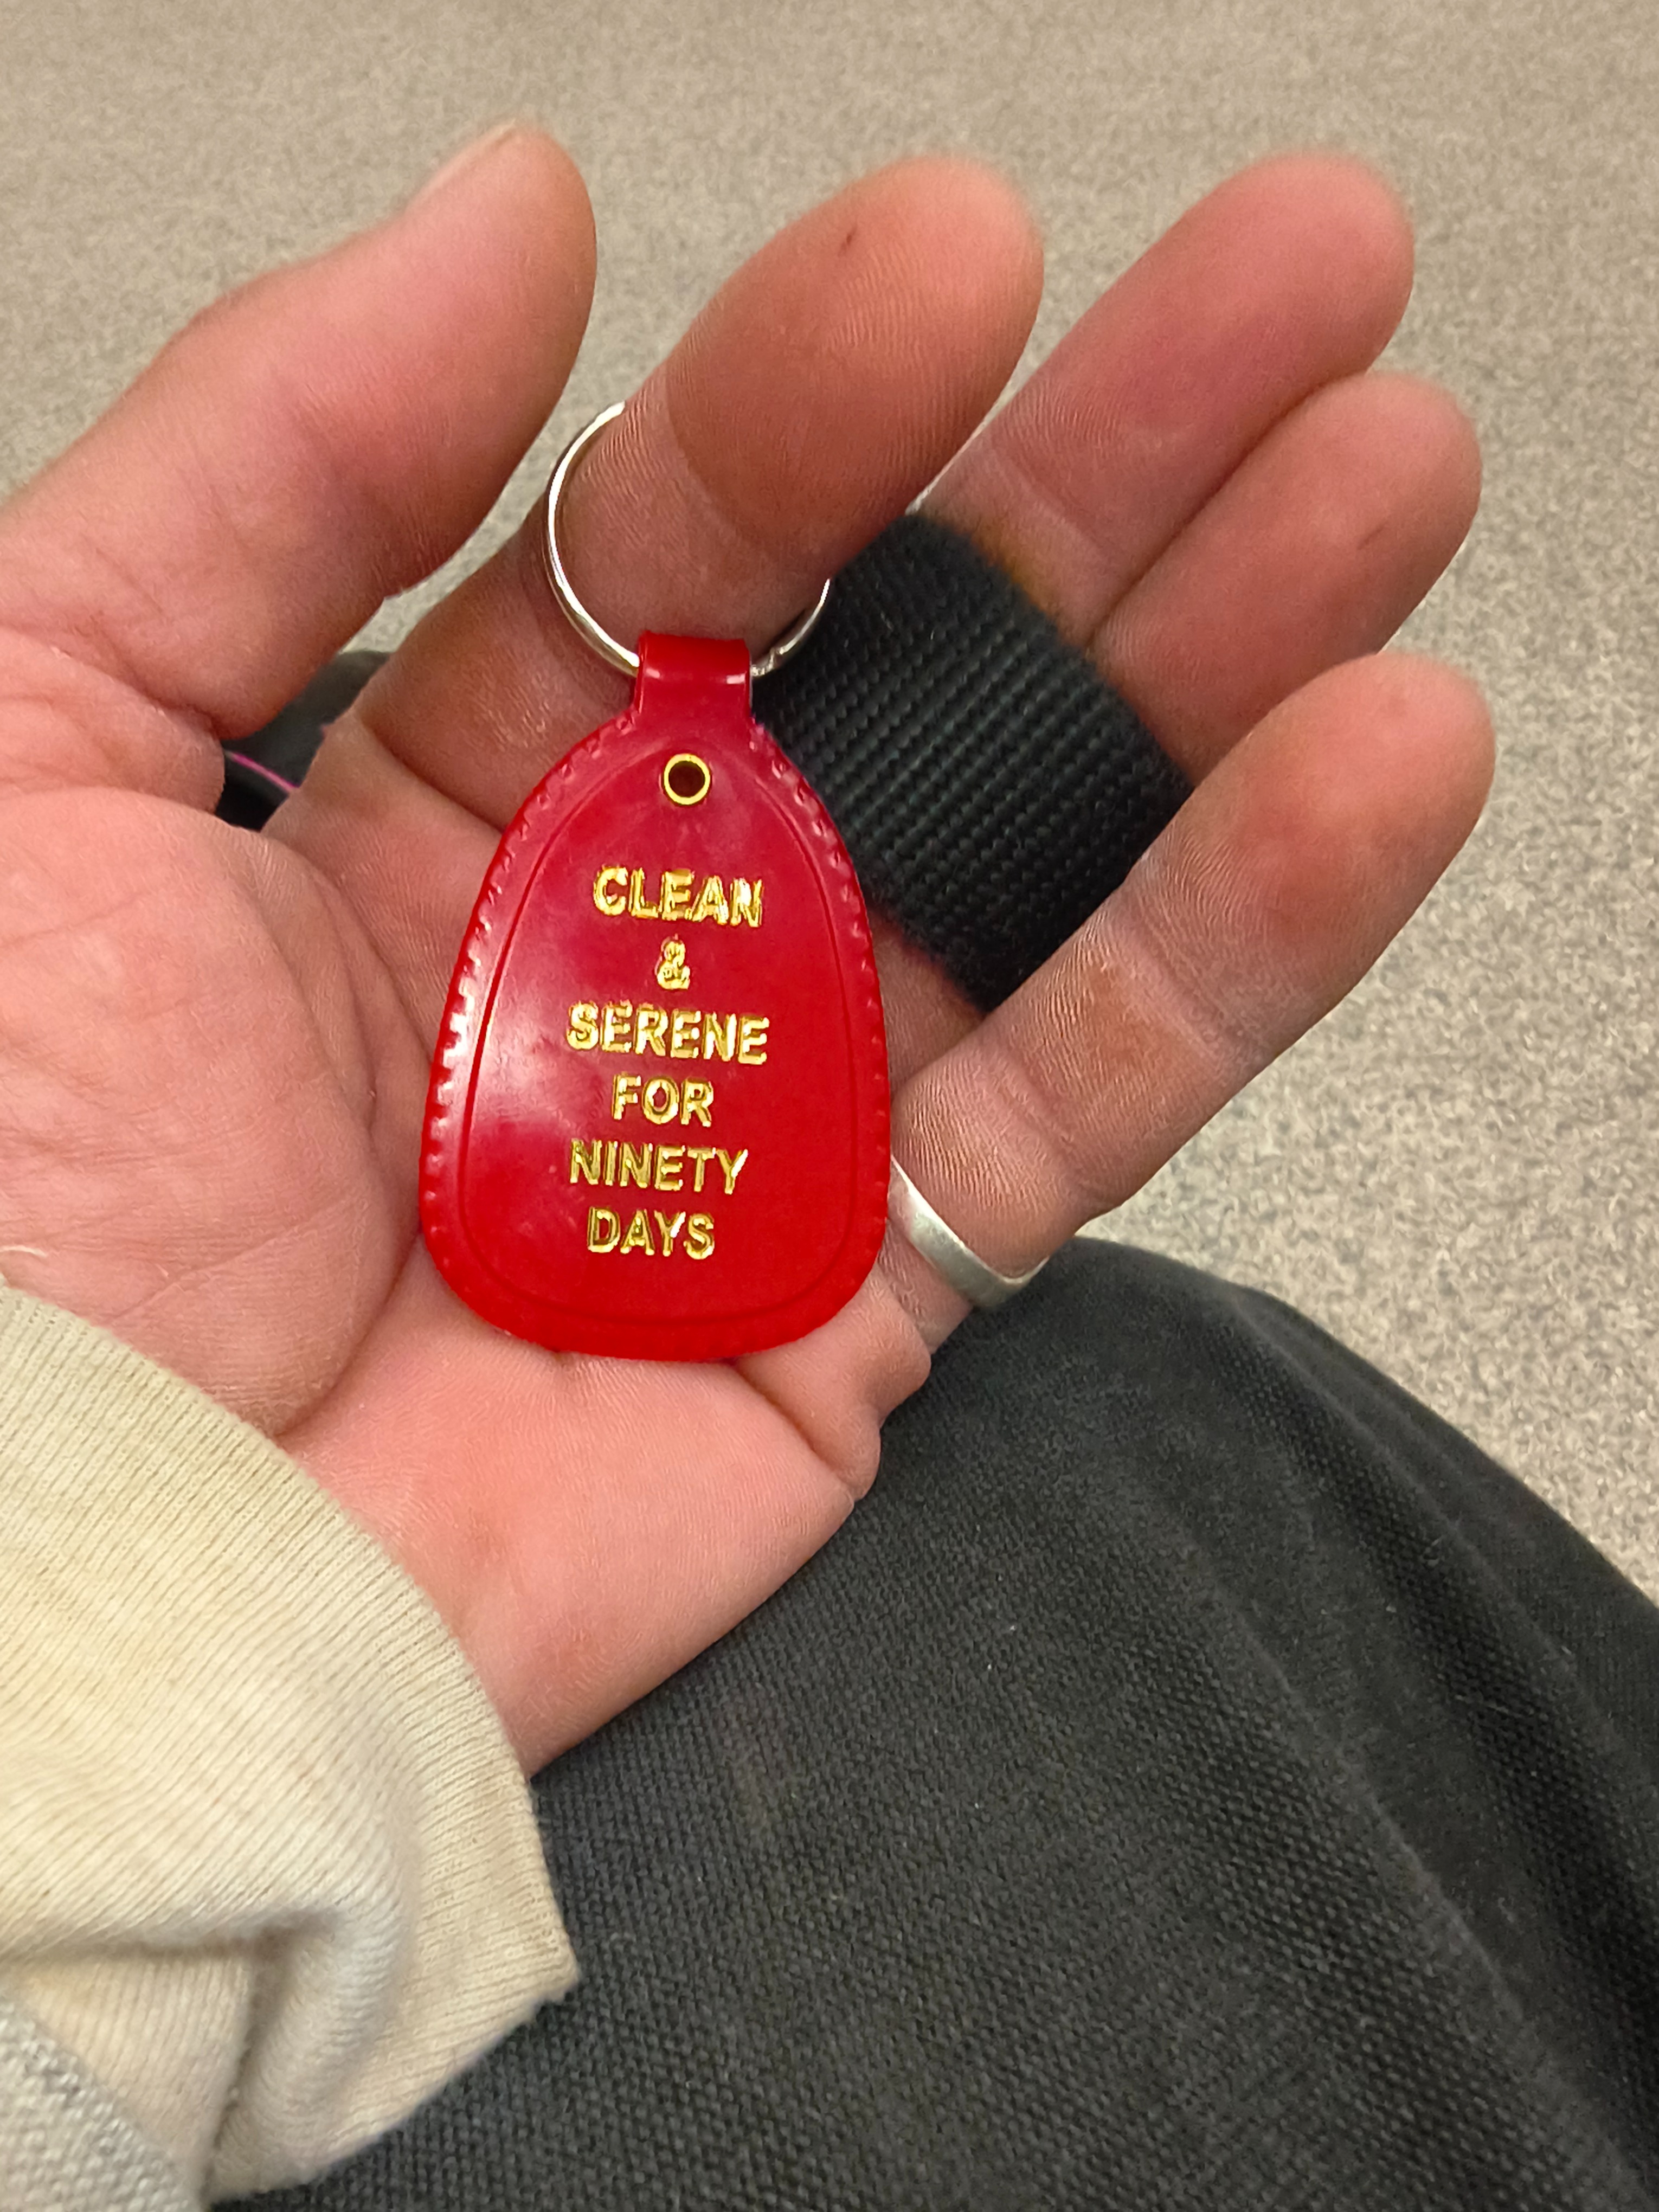 CLEAN
&
SERENE
FOR
NINETY
DAYS